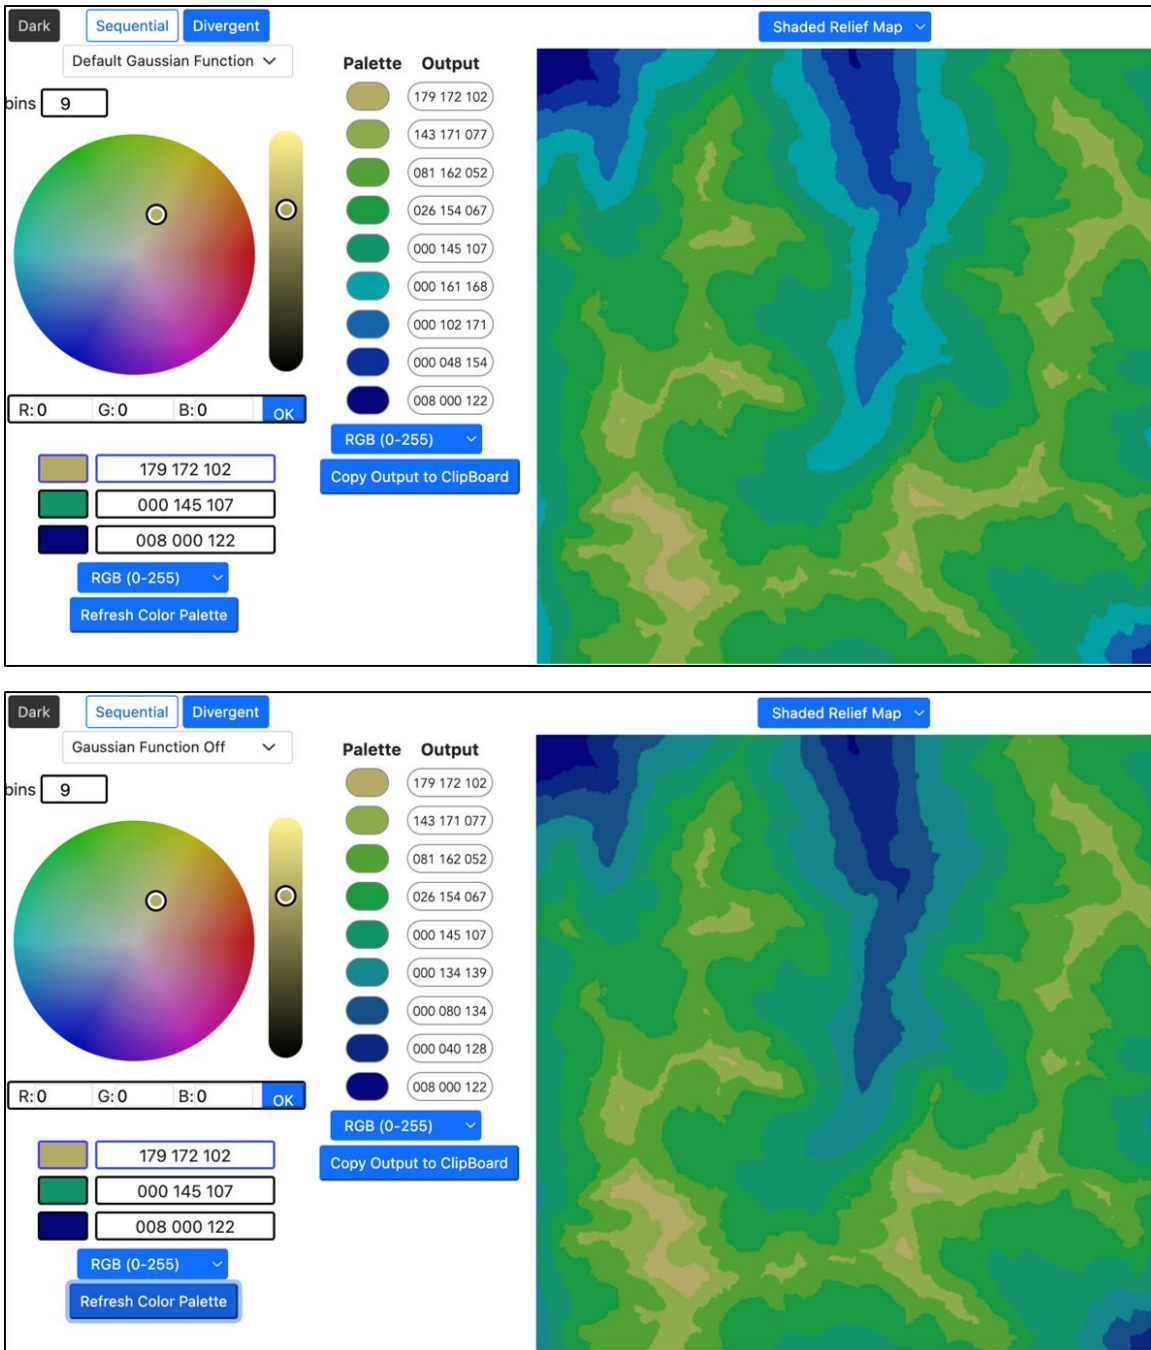 Dark Sequential Divergent Shaded Relief Map
Default Gaussian Function
Palette Output
bins 9
179 172 102
143 171 077
081 162 052
026 154 067
000 145 107
000 161 168
000 102 171
000 048 154
008 000 122
R:0 G:0 B:0 OK
RGB (0-255)
Copy Output to ClipBoard
179 172 102
000 145 107
008 000 122
RGB (0-255)
Refresh Color Palette
Dark Sequential Divergent Shaded Relief Map
Gaussian Function Off
Palette Output
bins 9
179 172 102
143 171 077
081 162 052
026 154 067
000 145 107
000 134 139
000 080 134
000 040 128
008 000 122
R:0 G:0 B:0 OK
RGB (0-255)
Copy Output to ClipBoard
179 172 102
000 145 107
008 000 122
RGB (0-255)
Refresh Color Palette